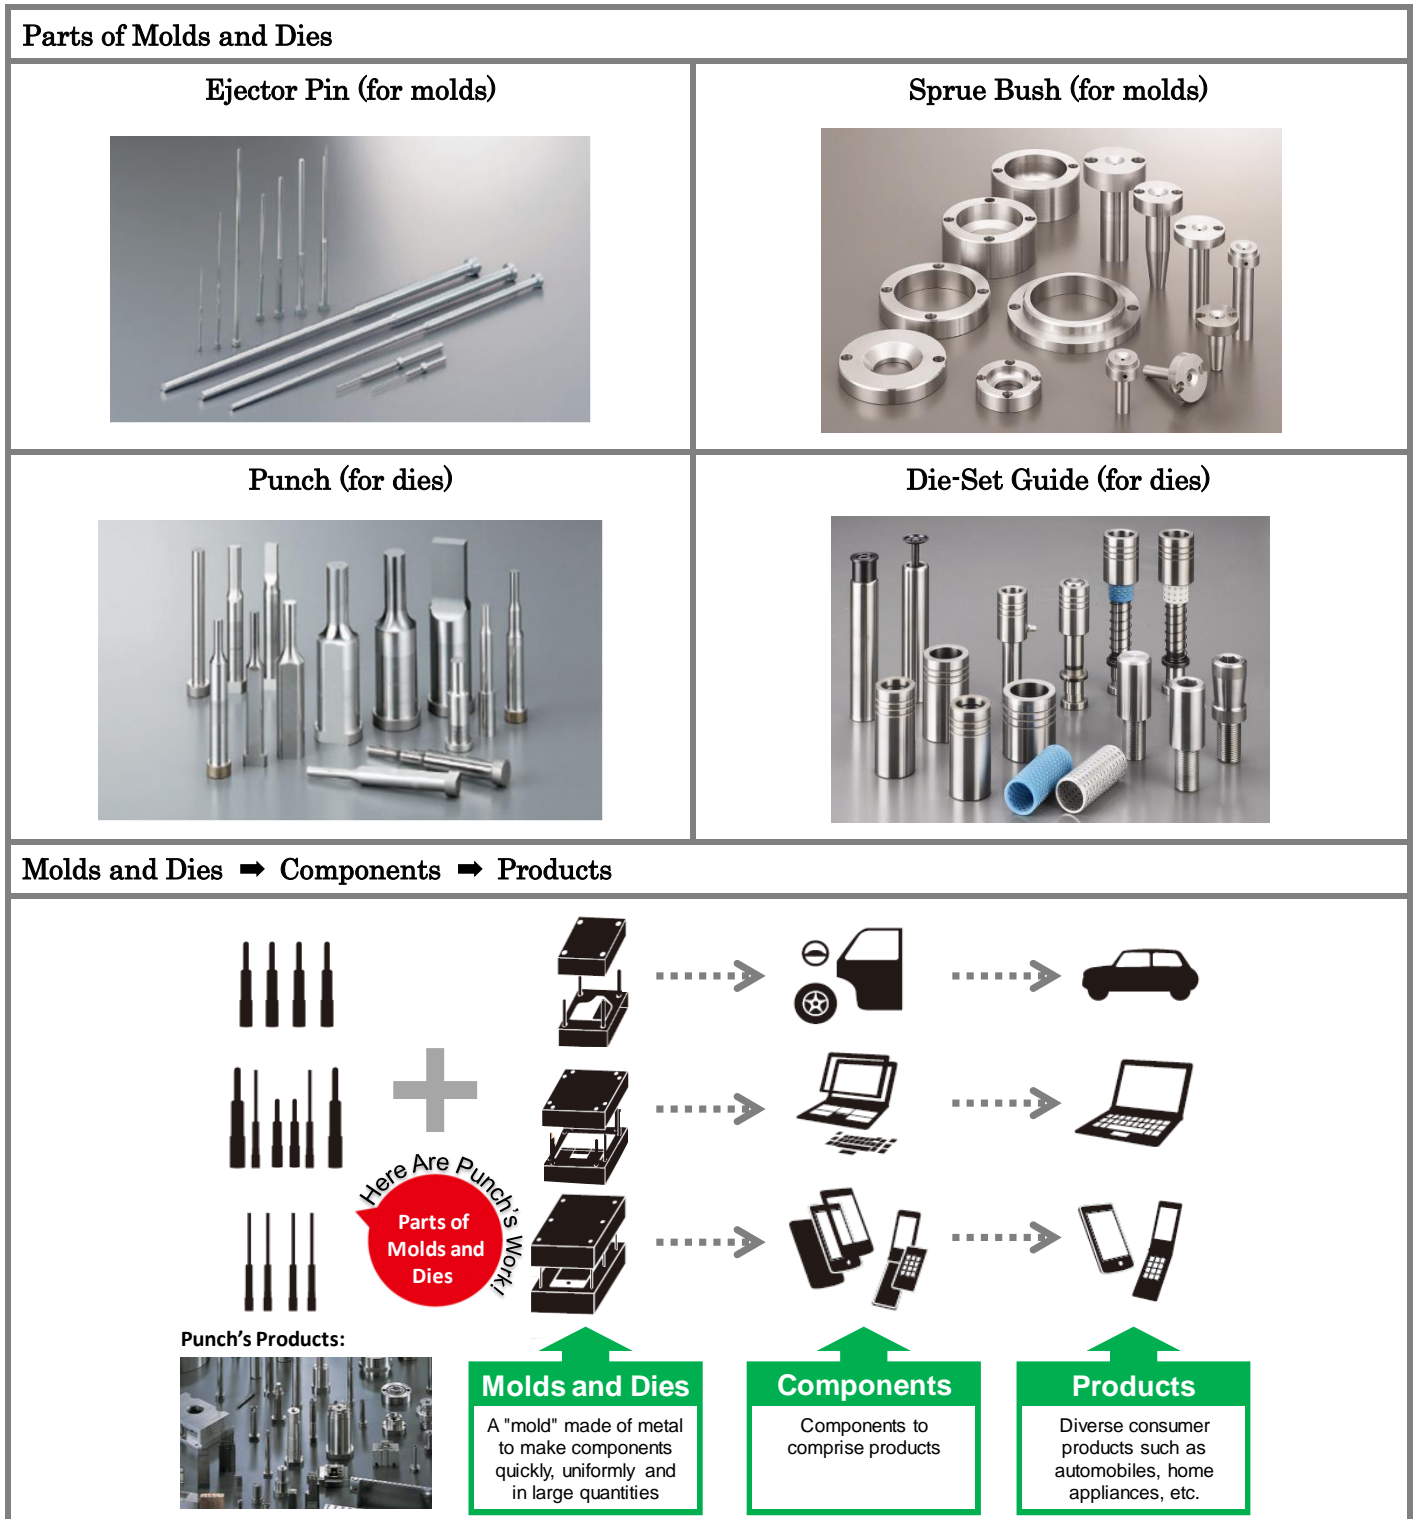 Parts of Molds and Dies
Ejector Pin (for molds)
Sprue Bush (for molds)
Punch (for dies)
Die-Set Guide (for dies)
Molds and Dies ➡ Components ➡ Products
Here Are Punch's Work!
Parts of
Molds and
Dies
Punch's Products:
Molds and Dies
A "mold" made of metal
to make components
quickly, uniformly and
in large quantities
Components
Components to
comprise products
Products
Diverse consumer
products such as
automobiles, home
appliances, etc.